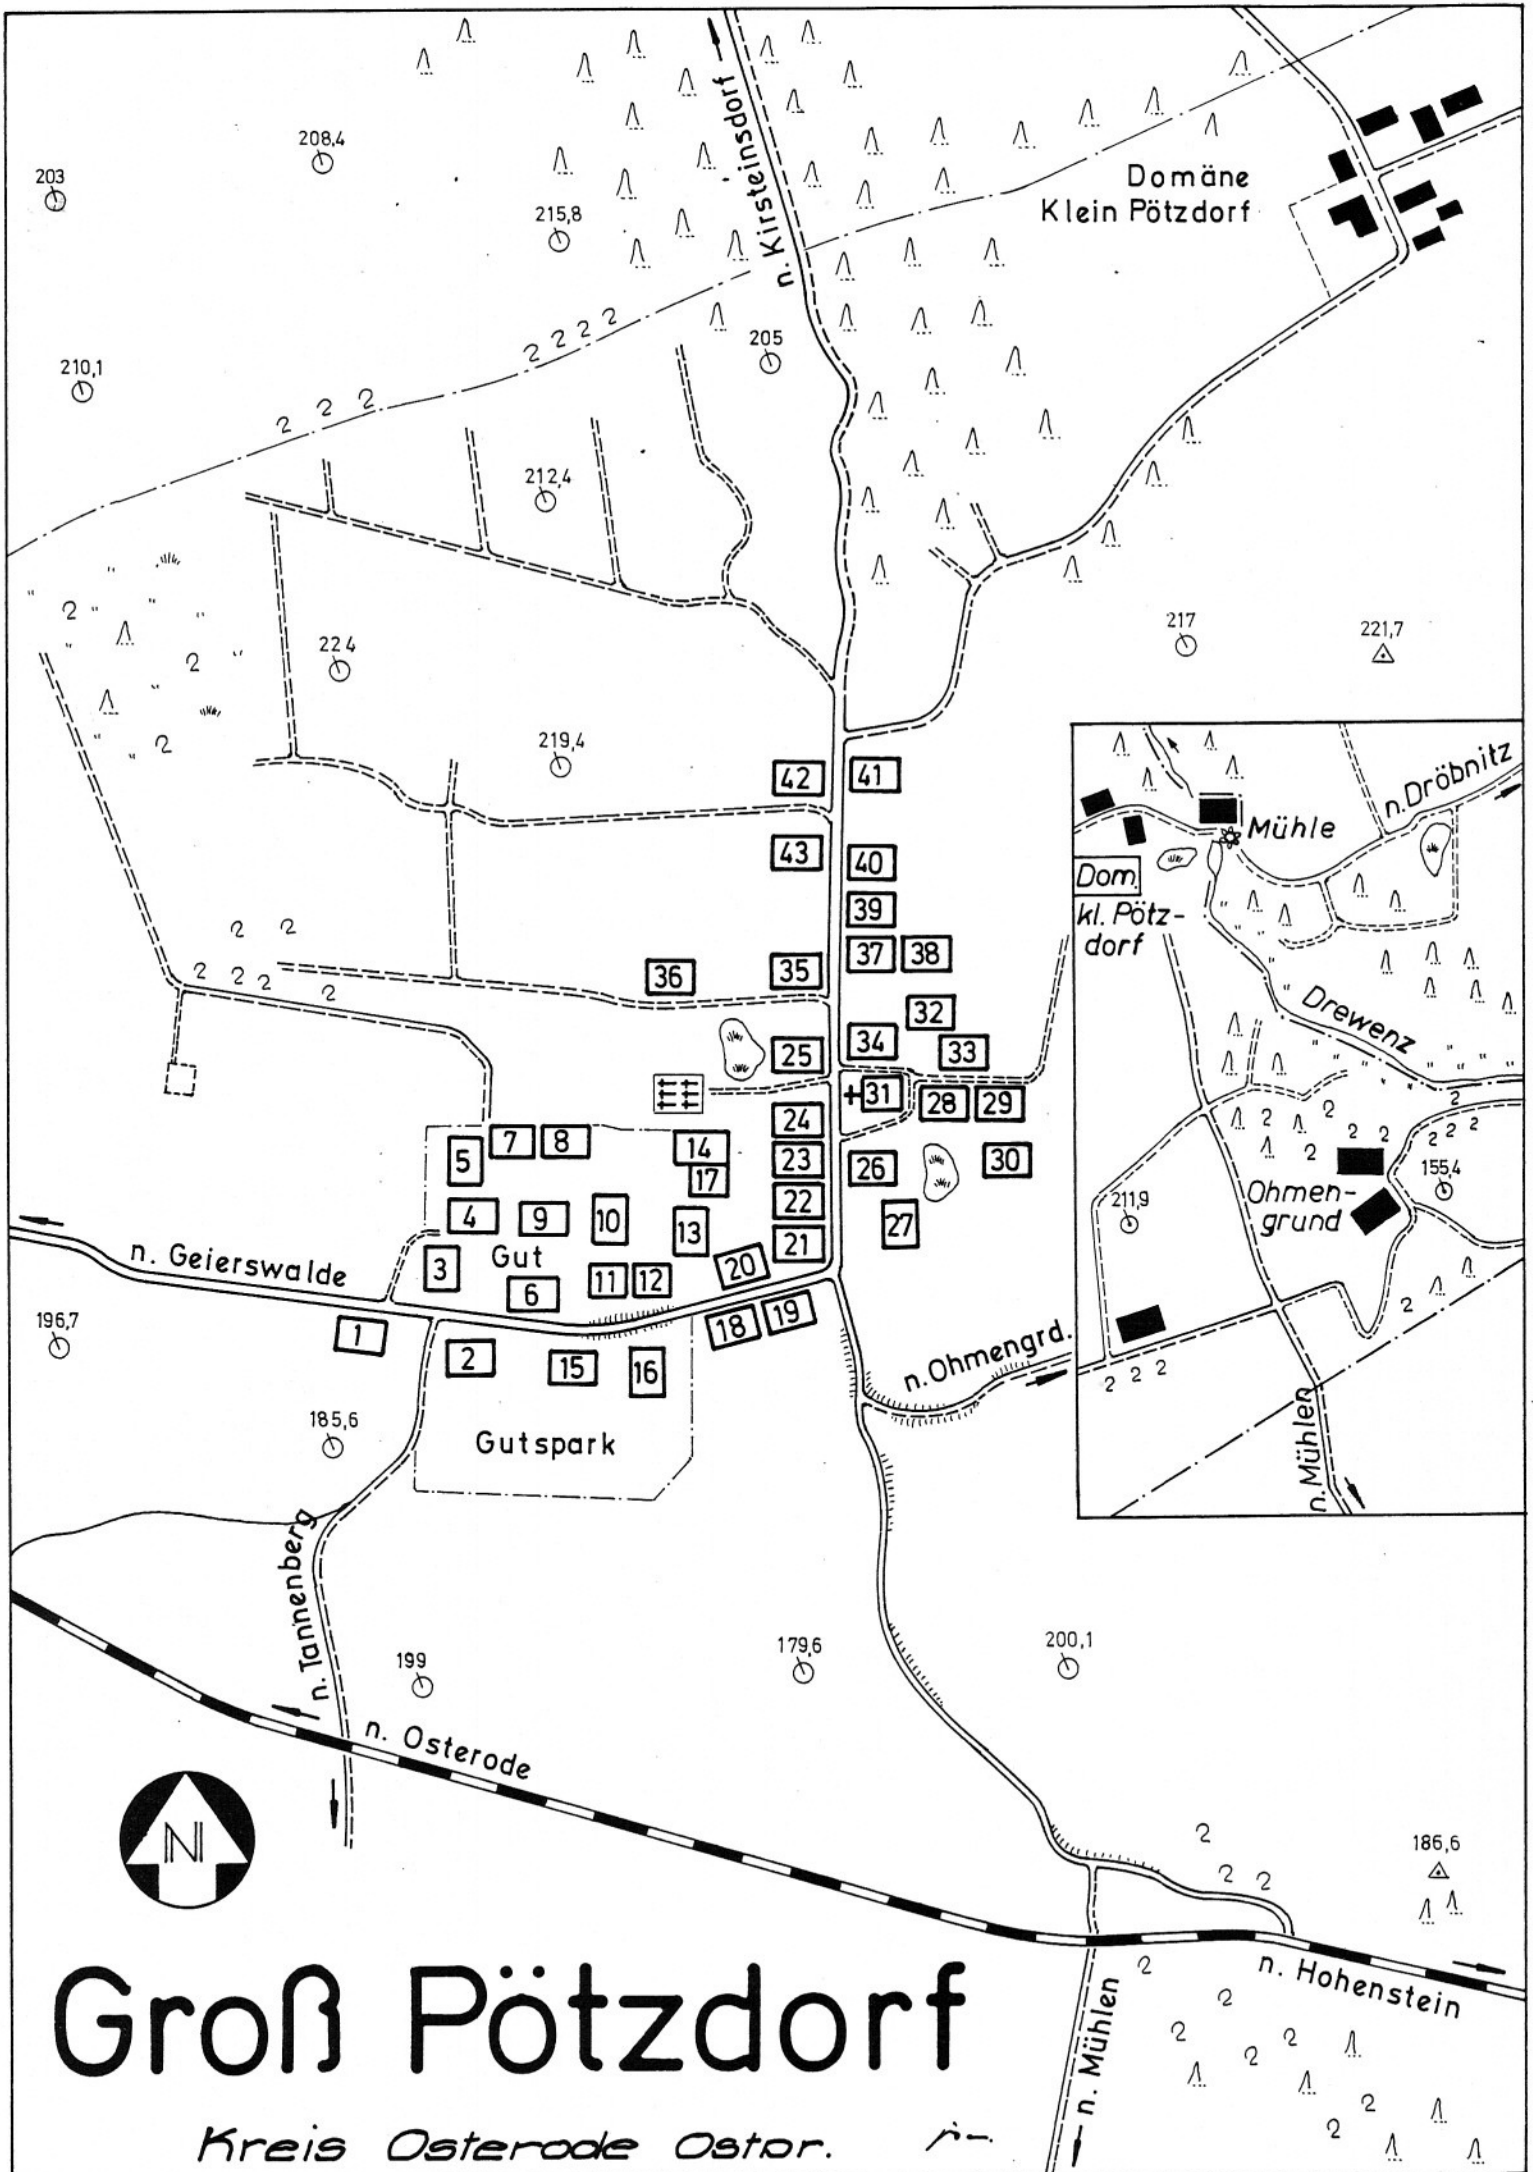 n. Kirsteinsdorf
208,4
203
215,8
Domäne
Klein Pötzdorf
205
210,1
212,4
224
217
221,7
219,4
42
41
43
40
39
37
38
36
35
32
34
33
25
31
28
29
24
7
8
14
5
23
26
30
17
4
9
10
22
27
13
21
3
Gut
11
12
20
6
n. Geierswalde
1
18
19
2
15
16
196,7
n. Ohmengrd.
185,6
Gutspark
n. Dröbnitz
Mühle
Dom.
kl. Pötz-
dorf
Drewenz
155,4
211,9
Ohmen-
grund
n. Mühlen
n. Tannenberg
199
179,6
200,1
n. Osterode
N
186,6
n. Hohenstein
n. Mühlen
Groß Pötzdorf
Kreis Osterode Ostpr.